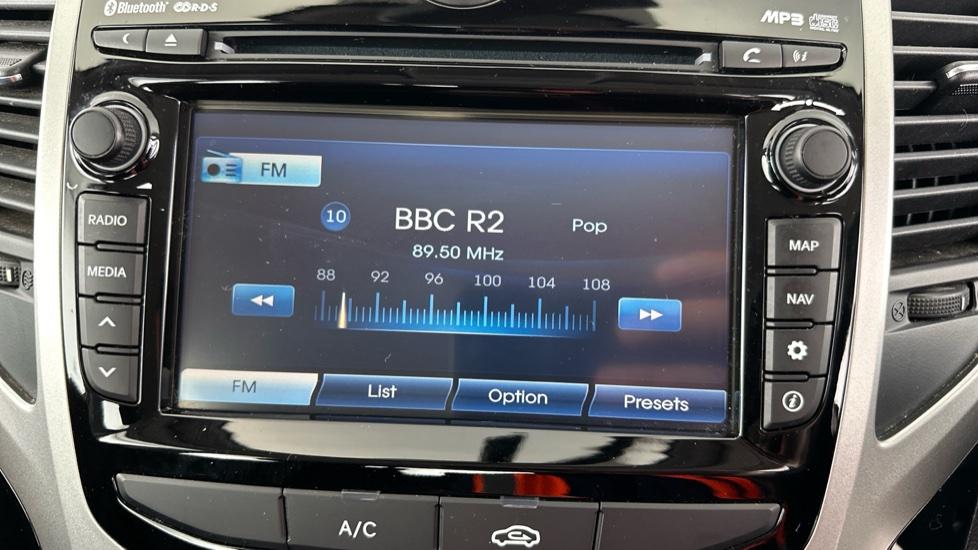 Bluetooth R·D·S
MP3
RADIO
MEDIA
FM
10 BBC R2 Pop
89.50 MHz
88 92 96 100 104 108
FM List Option Presets
MAP
NAV
A/C